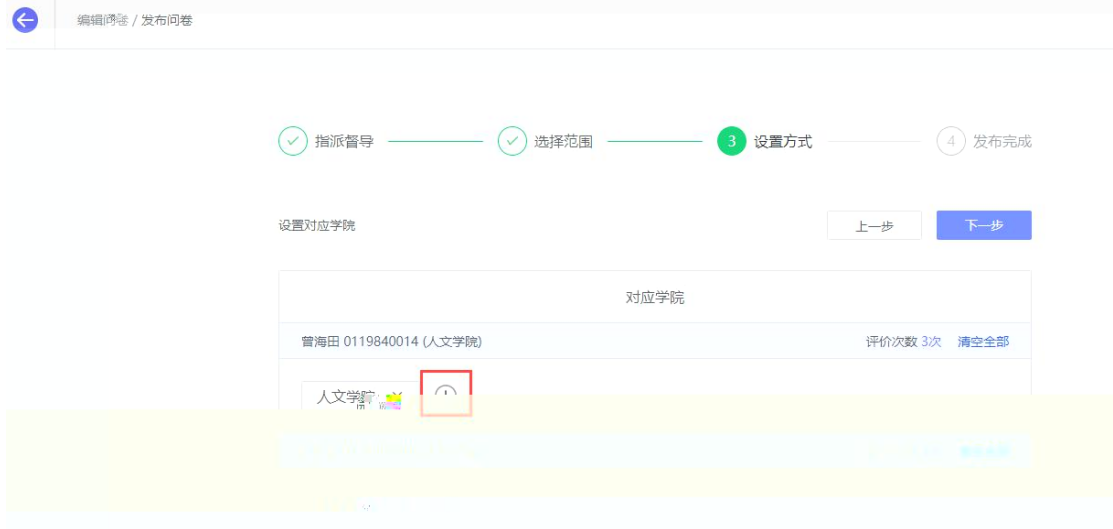 编辑问卷 / 发布问卷
指派督导 选择范围 3 设置方式 4 发布完成
设置对应学院 上一步 下一步
对应学院
曾海田 0119840014 (人文学院) 评价次数 3次 清空全部
人文学院